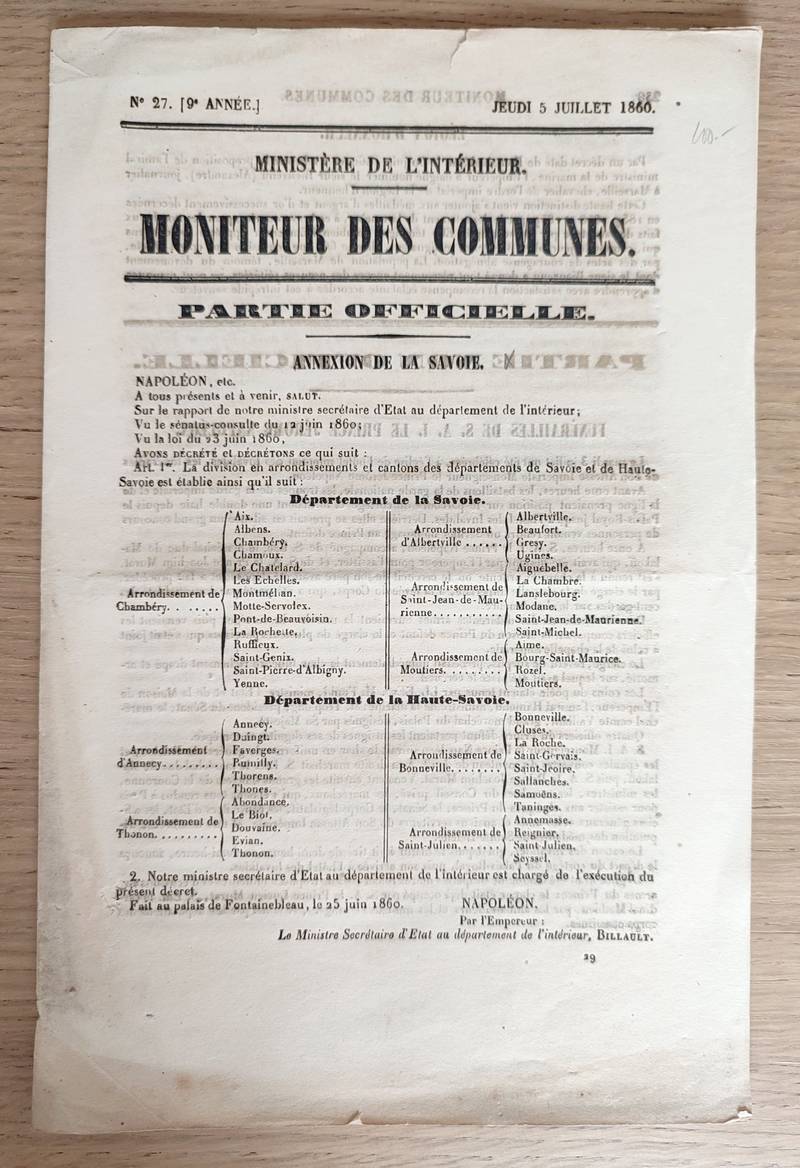 N° 27. [9e ANNÉE.]
JEUDI 5 JUILLET 1860.
MINISTÈRE DE L'INTÉRIEUR.
MONITEUR DES COMMUNES.
PARTIE OFFICIELLE.
ANNEXION DE LA SAVOIE.
NAPOLÉON, etc.
A tous présents et à venir, SALUT.
Sur le rapport de notre ministre secrétaire d'Etat au département de l'intérieur;
Vu le sénatus-consulte du 12 juin 1860;
Vu la loi du 23 juin 1860,
AVONS DÉCRÉTÉ et DÉCRÉTONS ce qui suit :
Art. 1er. La division en arrondissements et cantons des départements de Savoie et de Haute-
Savoie est établie ainsi qu'il suit :
Département de la Savoie.
Arrondissement de
Chambéry. . . . . . .
Aix.
Albens.
Chambéry.
Chamoux.
Le Chatelard.
Les Echelles.
Montmélian.
Motte-Servolex.
Pont-de-Beauvoisin.
La Rochette.
Ruffieux.
Saint-Genix.
Saint-Pierre-d'Albigny.
Yenne.
Arrondissement
d'Albertville . . . . . .
Albertville.
Beaufort.
Gresy.
Ugines.
Arrondissement de
Saint-Jean-de-Mau-
rienne. . . . . . . . . . .
Aiguebelle.
La Chambre.
Lanslebourg.
Modane.
Saint-Jean-de-Maurienne.
Saint-Michel.
Arrondissement de
Moutiers. . . . . . . . .
Aime.
Bourg-Saint-Maurice.
Bozel.
Moutiers.
Département de la Haute-Savoie.
Arrondissement
d'Annecy. . . . . . . . .
Annecy.
Duingt.
Faverges.
Rumilly.
Thorens.
Thones.
Arrondissement de
Thonon. . . . . . . . . .
Abondance.
Le Biot.
Douvaine.
Evian.
Thonon.
Arrondissement de
Bonneville. . . . . . . .
Bonneville.
Cluses.
La Roche.
Saint-Gervais.
Saint-Jeoire.
Sallanches.
Samoëns.
Taninges.
Arrondissement de
Saint-Julien. . . . . . .
Annemasse.
Reignier.
Saint Julien.
Seyssel.
2. Notre ministre secrétaire d'Etat au département de l'intérieur est chargé de l'exécution du
présent décret.
Fait au palais de Fontainebleau, le 25 juin 1860.
NAPOLÉON.
Par l'Empereur :
Le Ministre Secrétaire d'Etat au département de l'intérieur, BILLAULT.
29